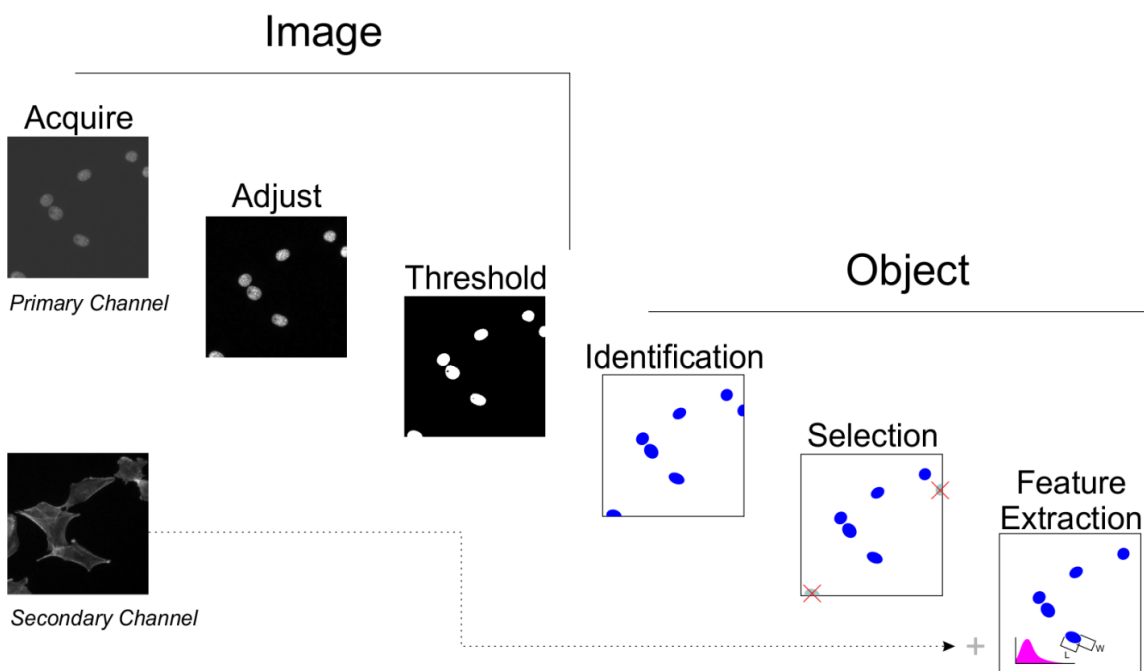 Image
Acquire
Primary Channel
Adjust
Threshold
Object
Identification
Selection
Feature
Extraction
L
W
Secondary Channel
+